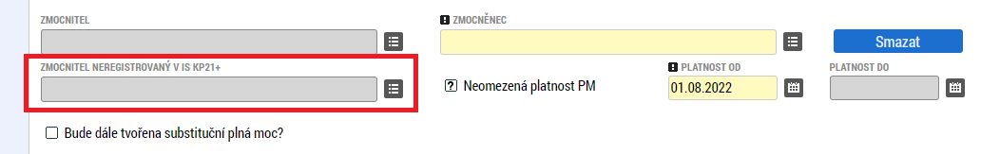 ZMOCNITEL
ZMOCNĚNEC
Smazat
ZMOCNITEL NEREGISTROVANÝ V IS KP21+
Neomezená platnost PM
PLATNOST OD
01.08.2022
PLATNOST DO
Bude dále tvořena substituční plná moc?